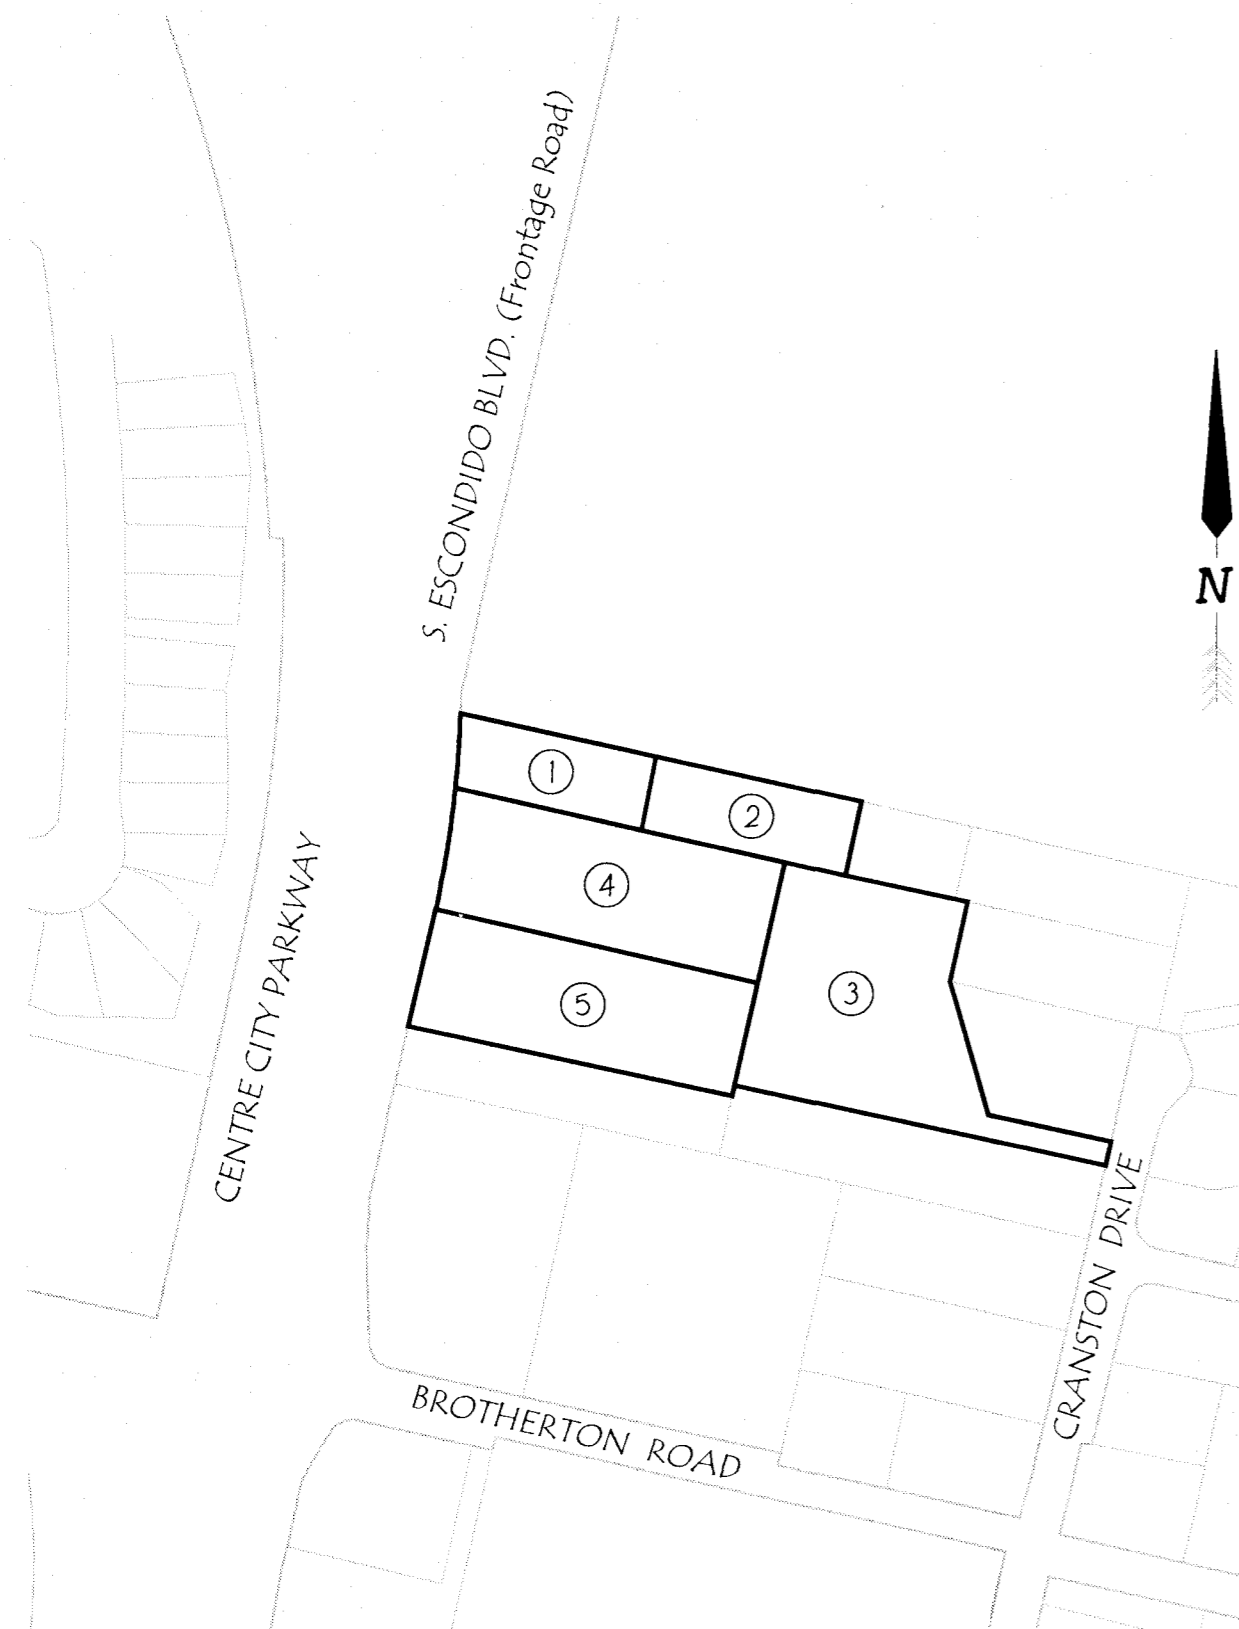 S. ESCONDIDO BLVD. (Frontage Road)
N
1
2
4
3
5
CENTRE CITY PARKWAY
CRANSTON DRIVE
BROTHERTON ROAD